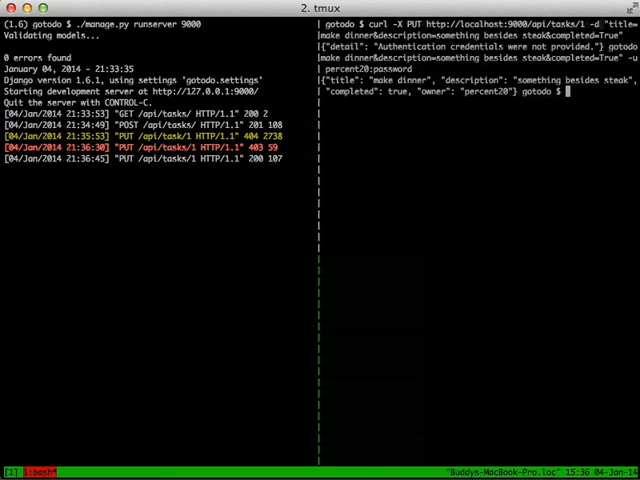 2. tmux
(1.6) gotodo $ ./manage.py runserver 9000
Validating models...
0 errors found
January 04, 2014 - 21:33:35
Django version 1.6.1, using settings 'gotodo.settings'
Starting development server at http://127.0.0.1:9000/
Quit the server with CONTROL-C.
[04/Jan/2014 21:33:53] "GET /api/tasks/ HTTP/1.1" 200 2
[04/Jan/2014 21:34:49] "POST /api/tasks/ HTTP/1.1" 201 108
[04/Jan/2014 21:35:53] "PUT /api/tasks/1 HTTP/1.1" 404 2738
[04/Jan/2014 21:36:30] "PUT /api/tasks/1 HTTP/1.1" 403 59
[04/Jan/2014 21:36:45] "PUT /api/tasks/1 HTTP/1.1" 200 107
gotodo $ curl -X PUT http://localhost:9000/api/tasks/1 -d "title=
make dinner&description=something besides steak&completed=True"
{"detail": "Authentication credentials were not provided."} gotodo
make dinner&description=something besides steak&completed=True" -u
percent20:password
{"title": "make dinner", "description": "something besides steak",
"completed": true, "owner": "percent20"} gotodo $
[1] 1:bash*
"Buddys-MacBook-Pro.loc" 15:36 04-Jan-14